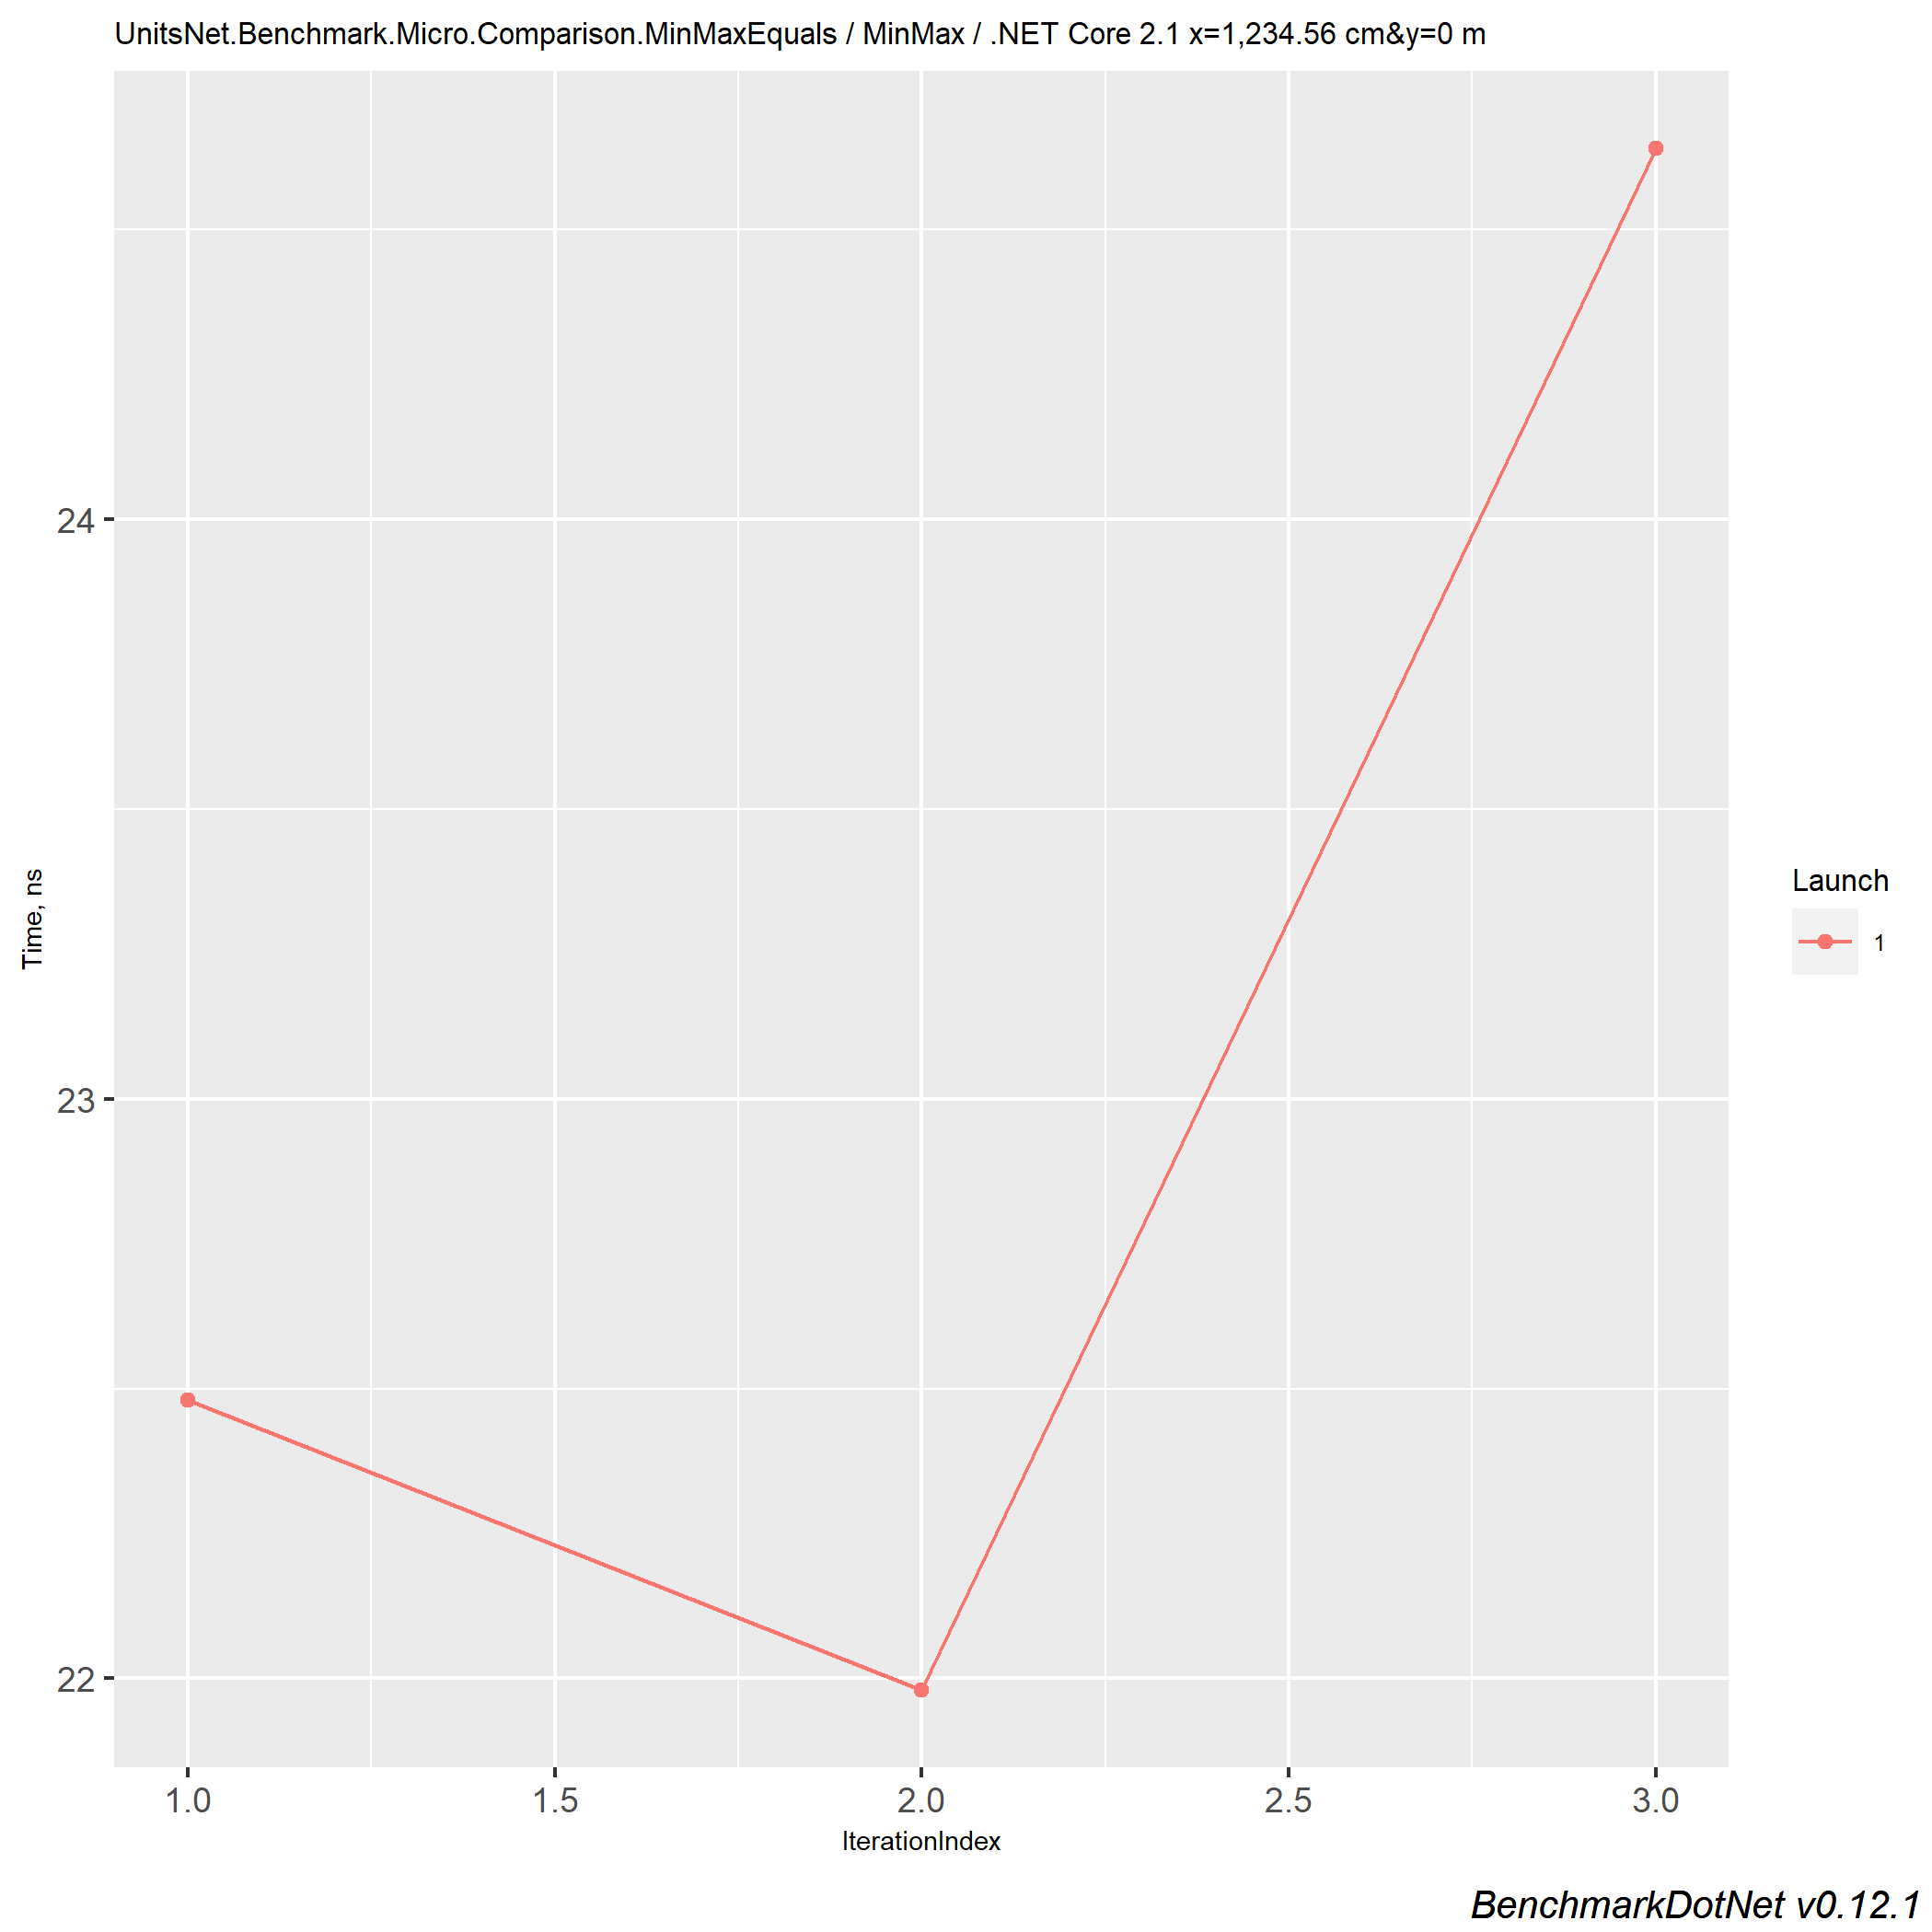 UnitsNet.Benchmark.Micro.Comparison.MinMaxEquals / MinMax / .NET Core 2.1 x=1,234.56 cm&y=0 m
24
23
22
Time, ns
1.0 1.5 2.0 2.5 3.0
IterationIndex
Launch
1
BenchmarkDotNet v0.12.1